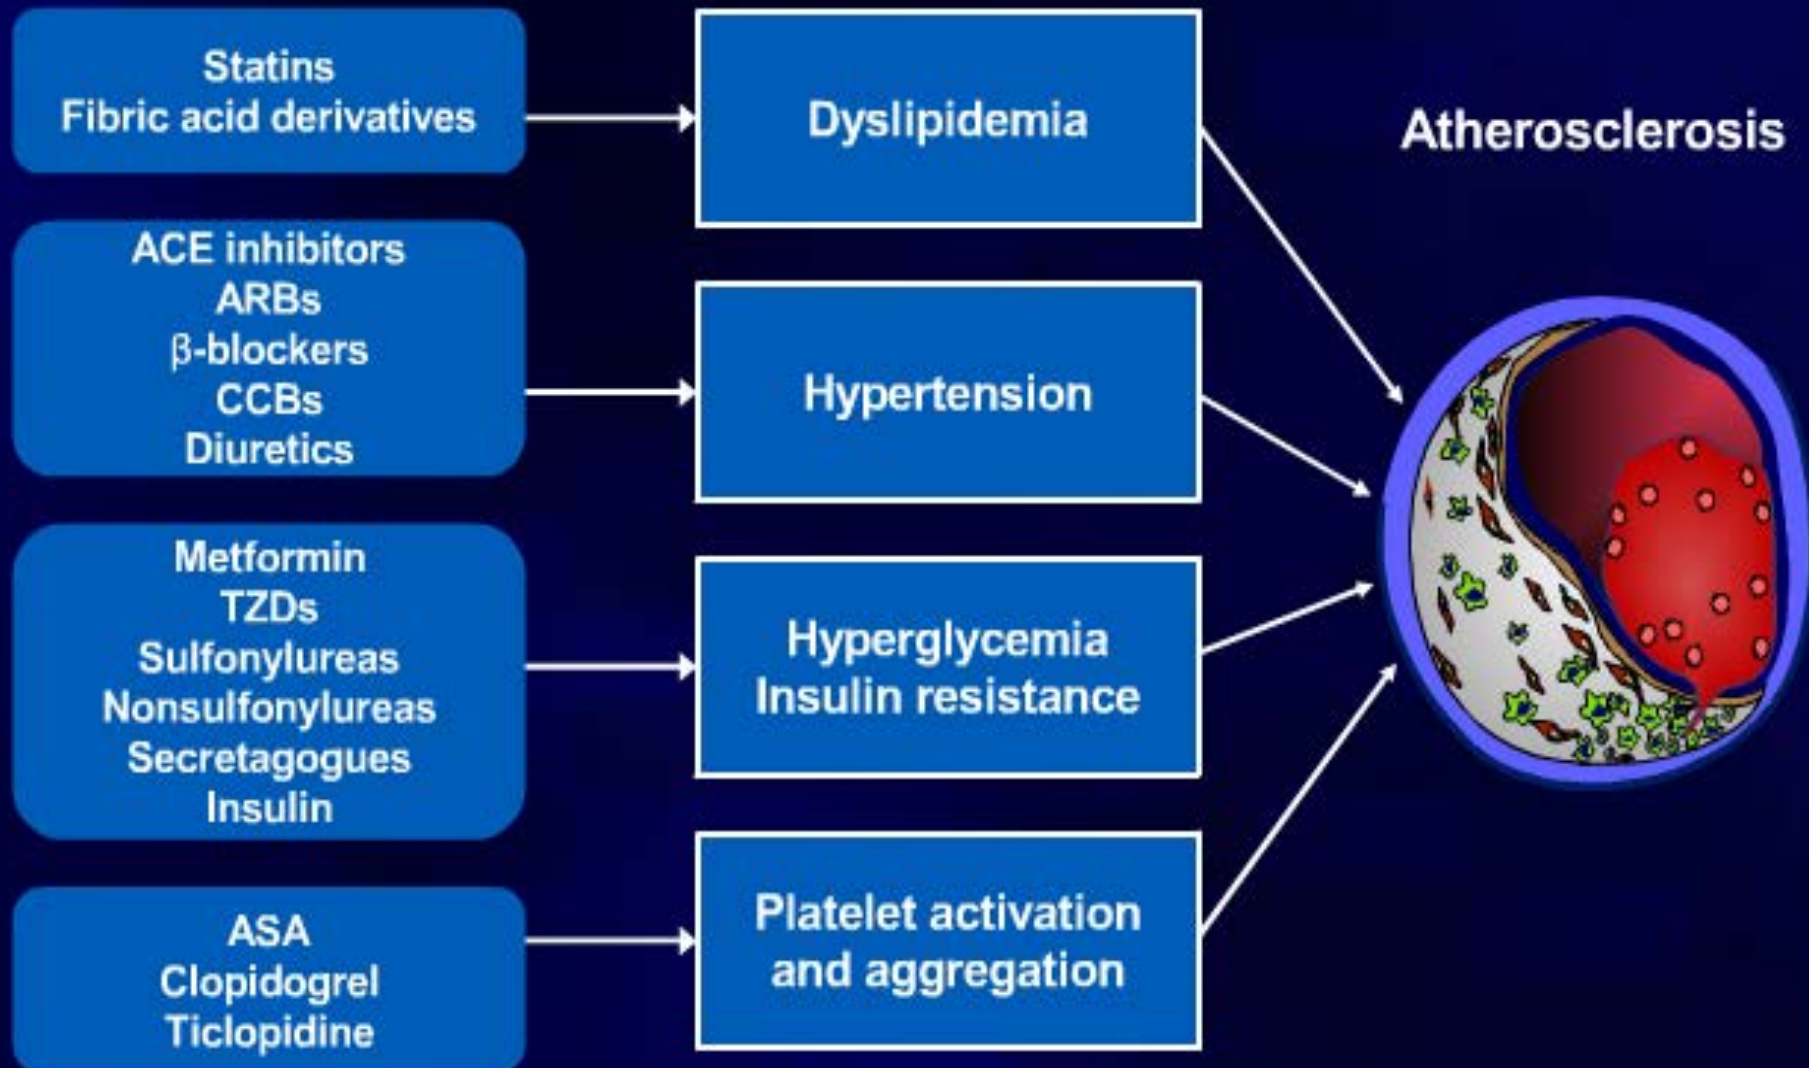 Statins
Fibric acid derivatives
Dyslipidemia
Atherosclerosis
ACE inhibitors
ARBs
β-blockers
CCBs
Diuretics
Hypertension
Metformin
TZDs
Sulfonylureas
Nonsulfonylureas
Secretagogues
Insulin
Hyperglycemia
Insulin resistance
ASA
Clopidogrel
Ticlopidine
Platelet activation
and aggregation